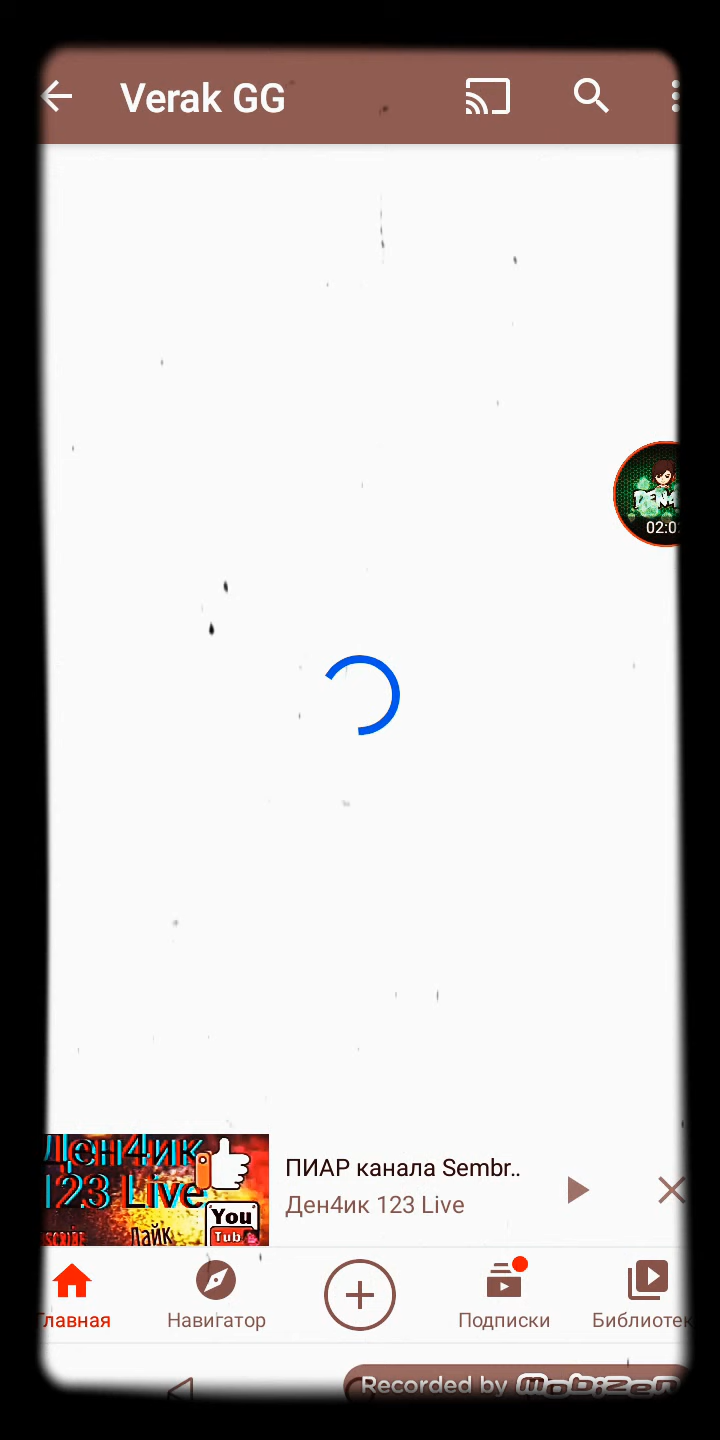 Verak GG
02:0
Ден4ик
123 Live
Лайк
You
Tub
ПИАР канала Sembr..
Ден4ик 123 Live
Главная
Навигатор
Подписки
Библиотек
Recorded by mobizen